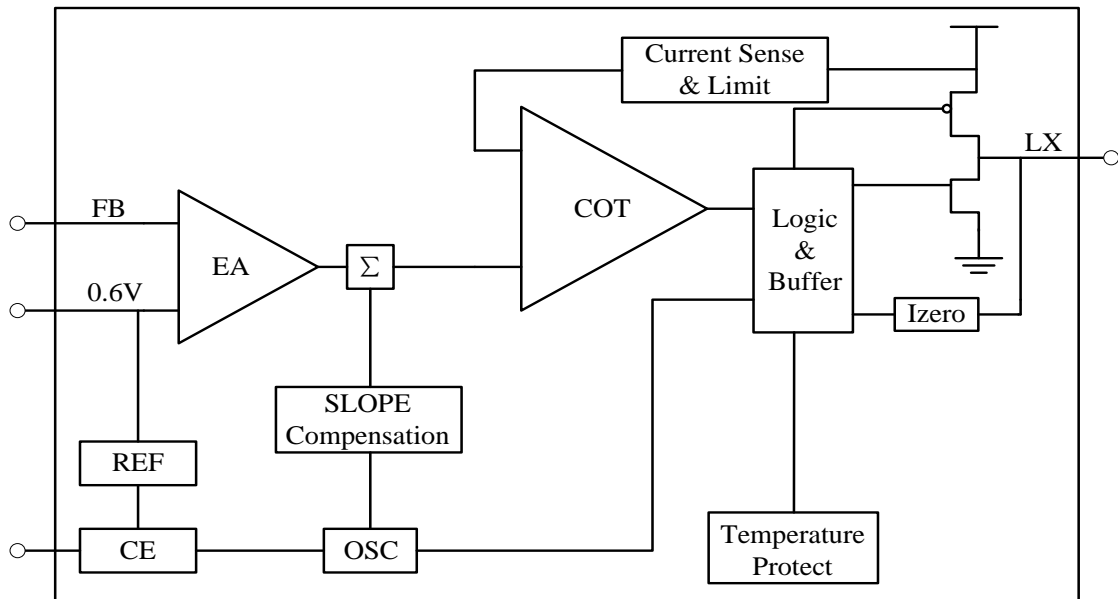 Current Sense
& Limit
LX
FB
COT
Logic
&
Buffer
EA
Σ
0.6V
Izero
SLOPE
Compensation
REF
CE
OSC
Temperature
Protect